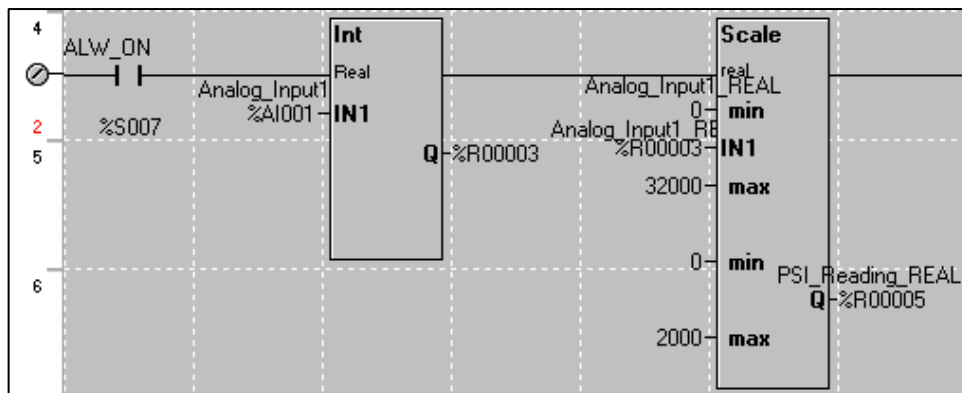 4
ALW_ON
%S007
2
5
6
Int
Real
Analog_Input1
%AI001
IN1
Q
%R00003
Scale
real
Analog_Input1_REAL
0
min
Analog_Input1_RE
%R00003
IN1
32000
max
0
min
PSI_Reading_REAL
Q
%R00005
2000
max